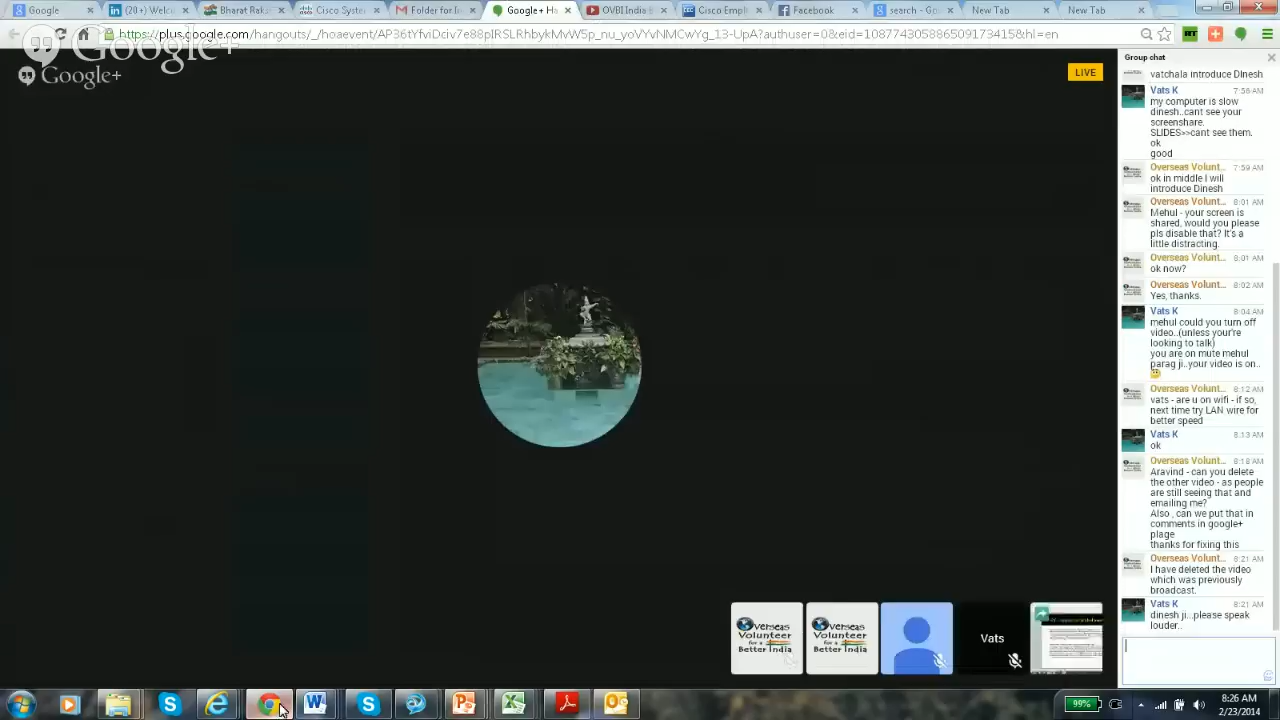 Google
(20) Welco
Bharat Rak
Cisco Syster
Folder for In
Google+ Ha
OVBI India
Cisco Empl
Facebook
search - Go
New Tab
New Tab
https://plus.google.com/hangouts/_/hoaevent/
Google+
Google+
LIVE
Group chat
vatchala introduce DInesh
Vats K 7:58 AM
my computer is slow
dinesh..cant see your
screenshare.
SLIDES>>cant see them.
ok
good
Overseas Volunt... 7:59 AM
ok in middle I will
introduce Dinesh
Overseas Volunt... 8:01 AM
Mehul - your screen is
shared, would you please
pls disable that? It's a
little distracting.
Overseas Volunt... 8:01 AM
ok now?
Overseas Volunt... 8:02 AM
Yes, thanks.
Vats K 8:04 AM
mehul could you turn off
video..(unless your're
looking to talk)
you are on mute mehul
parag ji..your video is on..
Overseas Volunt... 8:12 AM
vats - are u on wifi - if so,
next time try LAN wire for
better speed
Vats K 8:13 AM
ok
Overseas Volunt... 8:18 AM
Aravind - can you delete
the other video - as people
are still seeing that and
emailing me?
Also , can we put that in
comments in google+
plage
thanks for fixing this
Overseas Volunt... 8:21 AM
I have deleted the video
which was previously
broadcast.
Vats K 8:21 AM
dinesh ji...please speak
louder..
Overseas
Volunteer
for a
Better India
Overseas
Volunteer
for a
Better India
Vats
99%
8:26 AM
2/23/2014